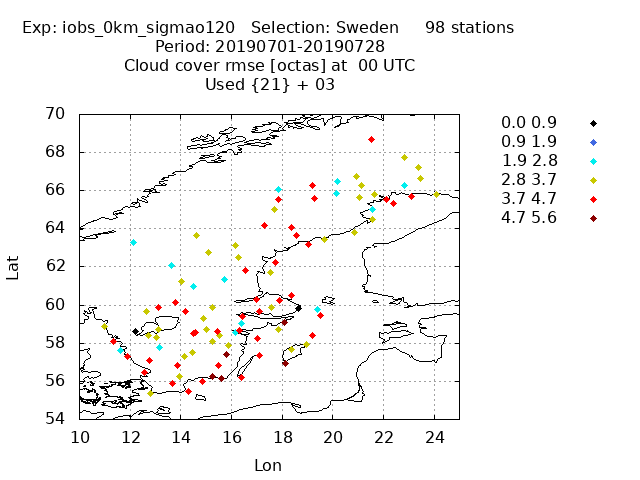 Exp: iobs_0km_sigmao120   Selection: Sweden     98 stations
Period: 20190701-20190728
Cloud cover rmse [octas] at  00 UTC
Used {21} + 03
70
68
66
64
62
60
58
56
54
Lat
10 12 14 16 18 20 22 24
Lon
0.0 0.9
0.9 1.9
1.9 2.8
2.8 3.7
3.7 4.7
4.7 5.6